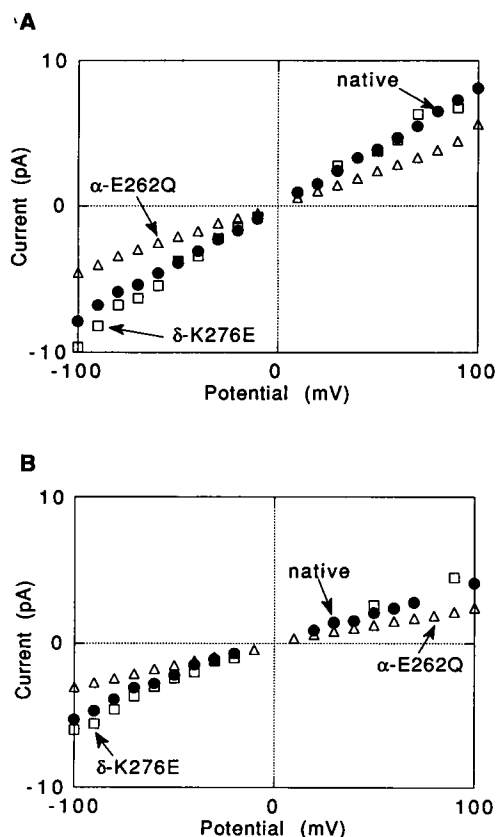 A
10
native
α-E262Q
Current (pA)
0
δ-K276E
-10
-100
0
100
Potential (mV)
B
10
native
Current (pA)
0
α-E262Q
δ-K276E
-10
-100
0
100
Potential (mV)